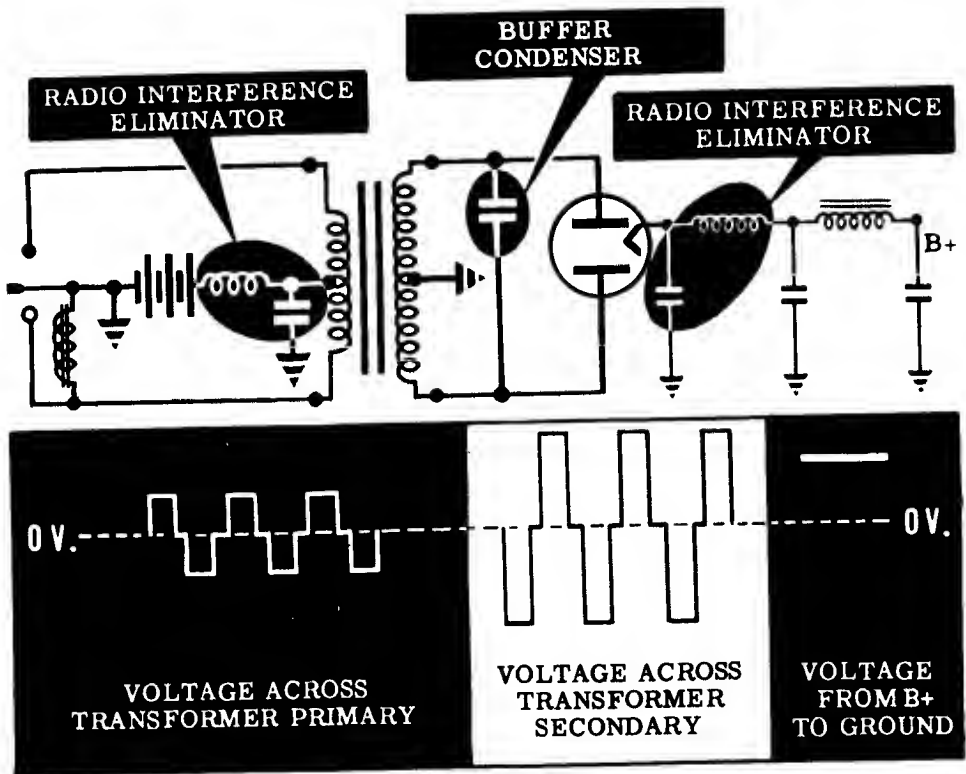 BUFFER
CONDENSER
RADIO INTERFERENCE
ELIMINATOR
RADIO INTERFERENCE
ELIMINATOR
B+
0 V.
0 V.
VOLTAGE ACROSS
TRANSFORMER PRIMARY
VOLTAGE ACROSS
TRANSFORMER
SECONDARY
VOLTAGE
FROM B+
TO GROUND